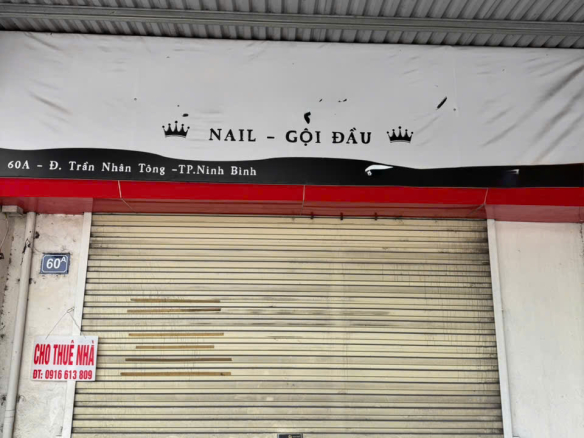 NAIL - GỘI ĐẦU
60A - Đ. Trần Nhân Tông -TP.Ninh Bình
60A
CHO THUÊ NHÀ
ĐT: 0916 613 809